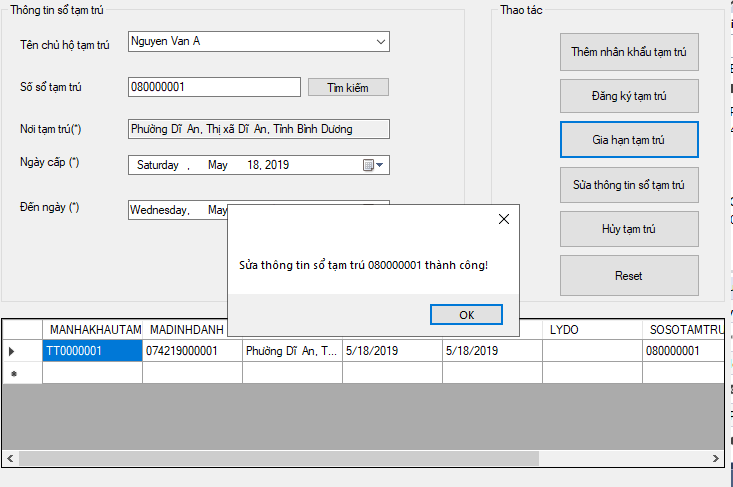 Thông tin sổ tạm trú
Tên chủ hộ tạm trú
Nguyen Van A
Số sổ tạm trú
080000001
Tìm kiếm
Nơi tạm trú(*)
Phường Dĩ An, Thị xã Dĩ An, Tỉnh Bình Dương
Ngày cấp (*)
Saturday , May 18, 2019
Đến ngày (*)
Wednesday, May
Thao tác
Thêm nhân khẩu tạm trú
Đăng ký tạm trú
Gia hạn tạm trú
Sửa thông tin sổ tạm trú
Hủy tạm trú
Reset
Sửa thông tin sổ tạm trú 080000001 thành công!
OK
MANHAKHAUTAM MADINHDANH LYDO SOSOTAMTRU
TT0000001 074219000001 Phường Dĩ An, T... 5/18/2019 5/18/2019 080000001